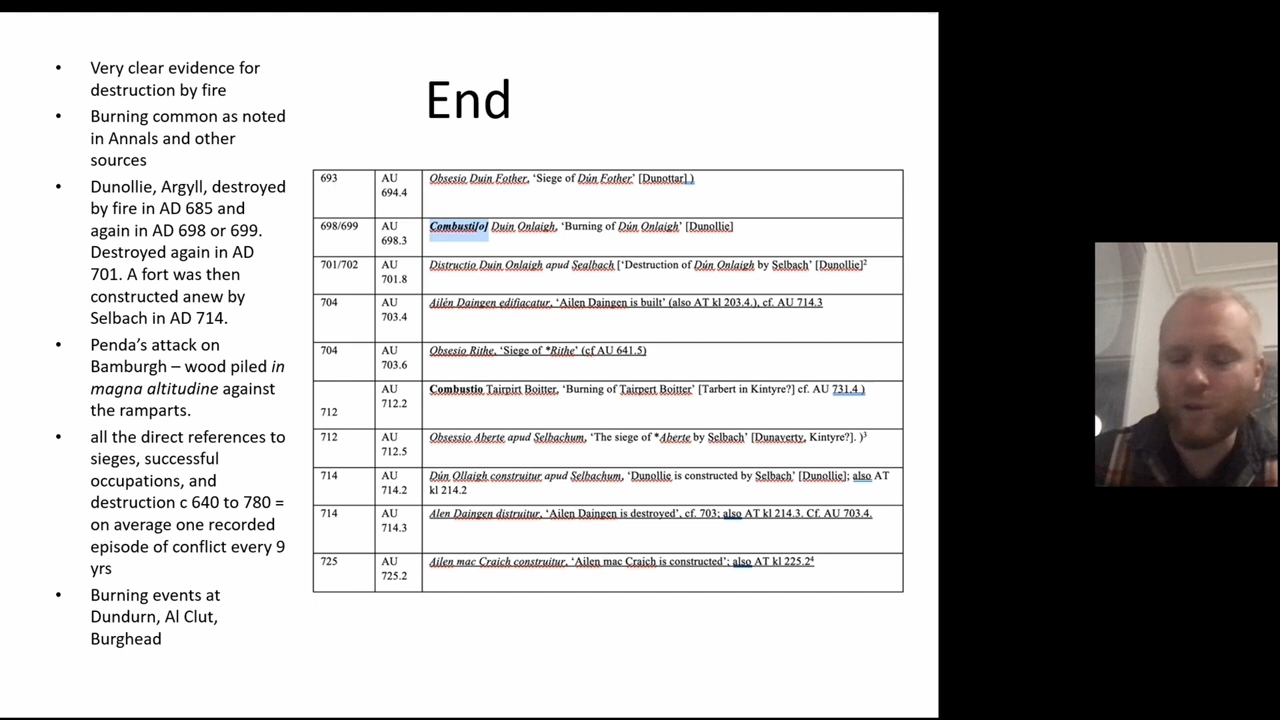 End
• Very clear evidence for
destruction by fire
• Burning common as noted
in Annals and other
sources
• Dunollie, Argyll, destroyed
by fire in AD 685 and
again in AD 698 or 699.
Destroyed again in AD
701. A fort was then
constructed anew by
Selbach in AD 714.
• Penda’s attack on
Bamburgh – wood piled in
magna altitudine against
the ramparts.
• all the direct references to
sieges, successful
occupations, and
destruction c 640 to 780 =
on average one recorded
episode of conflict every 9
yrs
• Burning events at
Dundurn, Al Clut,
Burghead
693 AU Obsesio Duin Fother, ‘Siege of Dún Fother’ [Dunottar] )
694.4
698/699 AU Combusti[o] Duin Onlaigh, ‘Burning of Dún Onlaigh’ [Dunollie]
698.3
701/702 AU Distructio Duin Onlaigh apud Sealbach [‘Destruction of Dún Onlaigh by Selbach’ [Dunollie]2
701.8
704 AU Ailén Daingen edifiacatur, ‘Ailen Daingen is built’ (also AT kl 203.4.), cf. AU 714.3
703.4
704 AU Obsesio Rithe, ‘Siege of *Rithe’ (cf AU 641.5)
703.6
AU Combustio Tairpirt Boitter, ‘Burning of Tairpert Boitter’ [Tarbert in Kintyre?] cf. AU 731.4 )
712 712.2
712 AU Obsessio Aberte apud Selbachum, ‘The siege of *Aberte by Selbach’ [Dunaverty, Kintyre?]. )3
712.5
714 AU Dún Ollaigh construitur apud Selbachum, ‘Dunollie is constructed by Selbach’ [Dunollie]; also AT
714.2 kl 214.2
714 AU Alen Daingen distruitur, ‘Ailen Daingen is destroyed’, cf. 703; also AT kl 214.3. Cf. AU 703.4.
714.3
725 AU Ailen mac Craich construitur, ‘Ailen mac Craich is constructed’; also AT kl 225.24
725.2